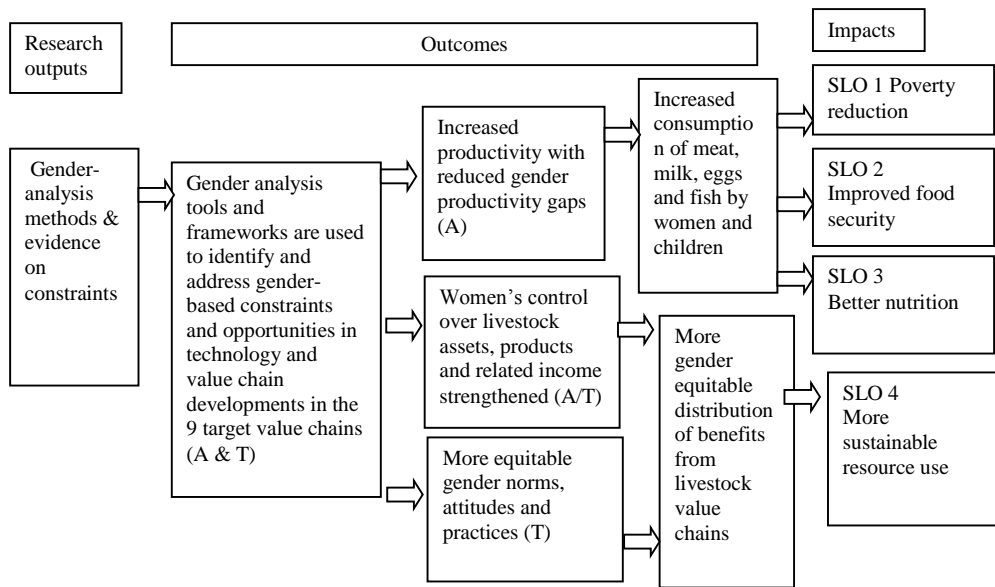 Research
outputs
Outcomes
Impacts
Gender-
analysis
methods &
evidence
on
constraints
Gender analysis
tools and
frameworks are used
to identify and
address gender-
based constraints
and opportunities in
technology and
value chain
developments in the
9 target value chains
(A & T)
Increased
productivity with
reduced gender
productivity gaps
(A)
Women’s control
over livestock
assets, products
and related income
strengthened (A/T)
More equitable
gender norms,
attitudes and
practices (T)
Increased
consumptio
n of meat,
milk, eggs
and fish by
women and
children
More
gender
equitable
distribution
of benefits
from
livestock
value
chains
SLO 1 Poverty
reduction
SLO 2
Improved food
security
SLO 3
Better nutrition
SLO 4
More
sustainable
resource use